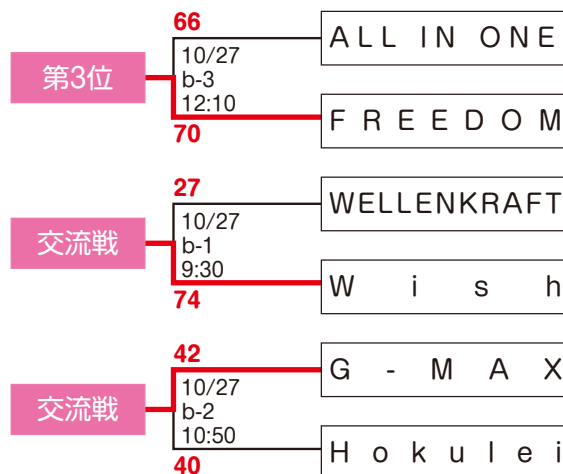 66
ALL IN ONE
10/27
第3位
b-3
12:10
FREEDOM
70
27
WELLENKRAFT
10/27
交流戦
b-1
9:30
Wish
74
42
G-MAX
10/27
交流戦
b-2
10:50
Hokulei
40